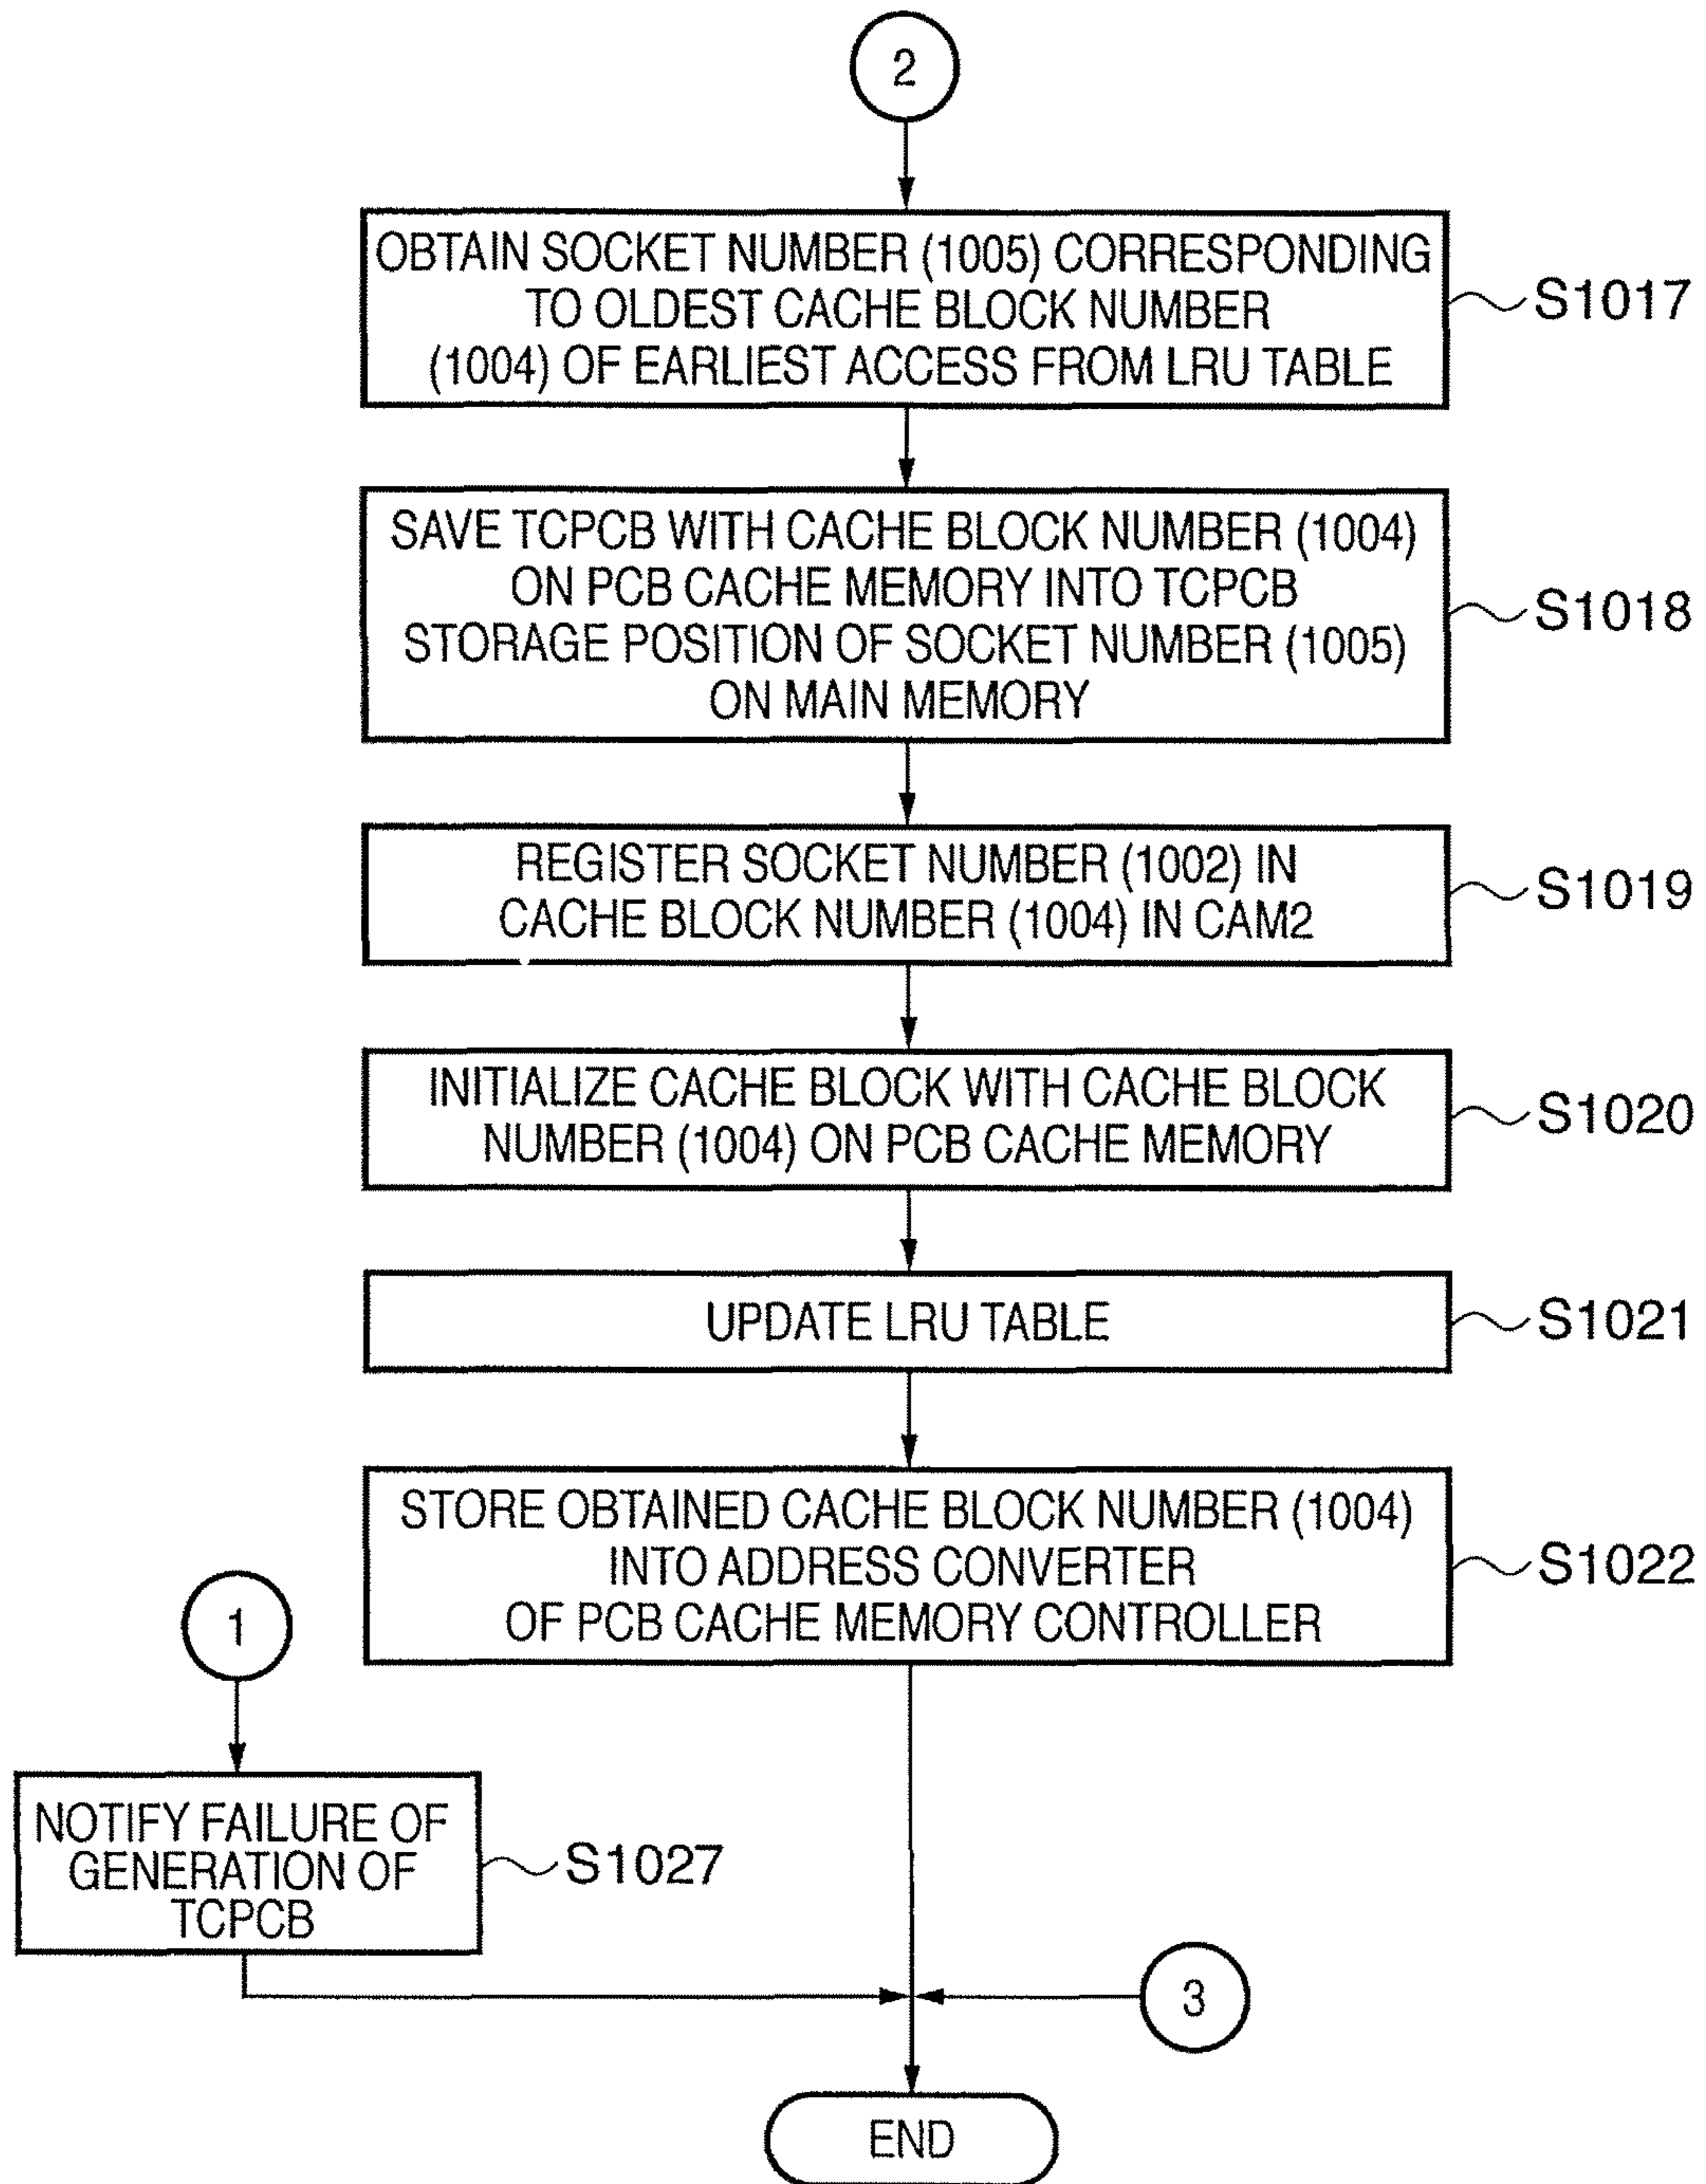 2
OBTAIN SOCKET NUMBER (1005) CORRESPONDING
TO OLDEST CACHE BLOCK NUMBER
(1004) OF EARLIEST ACCESS FROM LRU TABLE
S1017
SAVE TCPCB WITH CACHE BLOCK NUMBER (1004)
ON PCB CACHE MEMORY INTO TCPCB
STORAGE POSITION OF SOCKET NUMBER (1005)
ON MAIN MEMORY
S1018
REGISTER SOCKET NUMBER (1002) IN
CACHE BLOCK NUMBER (1004) IN CAM2
S1019
INITIALIZE CACHE BLOCK WITH CACHE BLOCK
NUMBER (1004) ON PCB CACHE MEMORY
S1020
UPDATE LRU TABLE
S1021
STORE OBTAINED CACHE BLOCK NUMBER (1004)
INTO ADDRESS CONVERTER
OF PCB CACHE MEMORY CONTROLLER
S1022
1
NOTIFY FAILURE OF
GENERATION OF
TCPCB
S1027
3
END